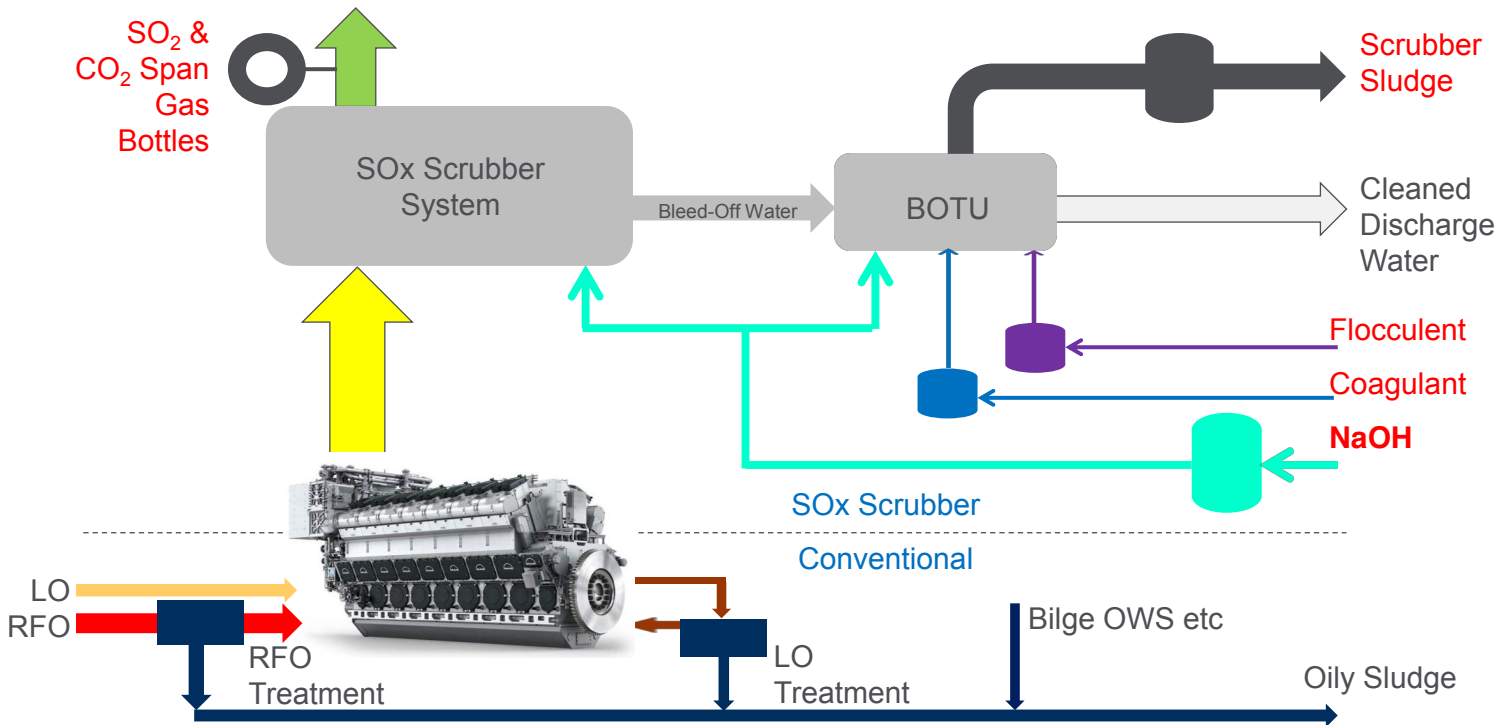 SO₂ &
CO₂ Span
Gas
Bottles
SOx Scrubber
System
Bleed-Off Water
BOTU
Scrubber
Sludge
Cleaned
Discharge
Water
Flocculent
Coagulant
NaOH
SOx Scrubber
Conventional
LO
RFO
RFO
Treatment
LO
Treatment
Bilge OWS etc
Oily Sludge